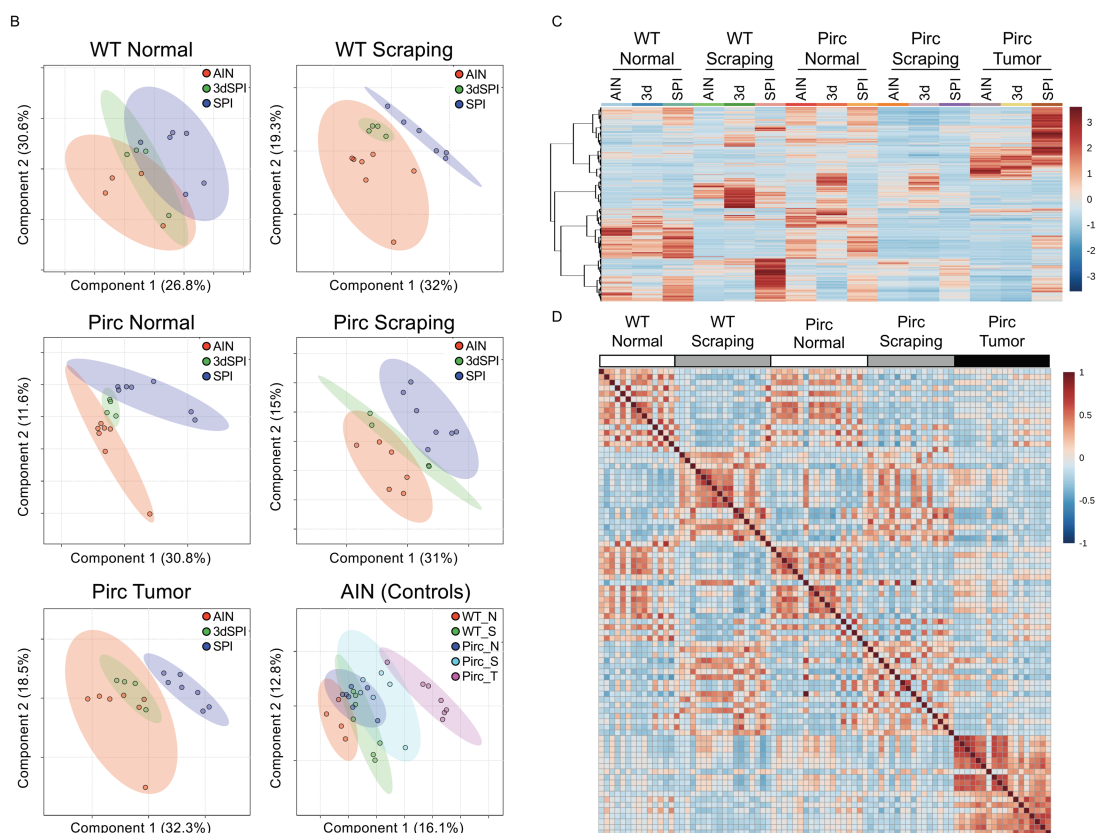 B
WT Normal
AIN
3dSPI
SPI
Component 2 (30.6%)
Component 1 (26.8%)
WT Scraping
AIN
3dSPI
SPI
Component 2 (19.3%)
Component 1 (32%)
Pirc Normal
AIN
3dSPI
SPI
Component 2 (11.6%)
Component 1 (30.8%)
Pirc Scraping
AIN
3dSPI
SPI
Component 2 (15%)
Component 1 (31%)
Pirc Tumor
AIN
3dSPI
SPI
Component 2 (18.5%)
Component 1 (32.3%)
AIN (Controls)
WT_N
WT_S
Pirc_N
Pirc_S
Pirc_T
Component 2 (12.8%)
Component 1 (16.1%)
C
WT Normal
WT Scraping
Pirc Normal
Pirc Scraping
Pirc Tumor
AIN 3d SPI AIN 3d SPI AIN 3d SPI AIN 3d SPI AIN 3d SPI
3
2
1
0
-1
-2
-3
D
WT Normal
WT Scraping
Pirc Normal
Pirc Scraping
Pirc Tumor
1
0.5
0
-0.5
-1